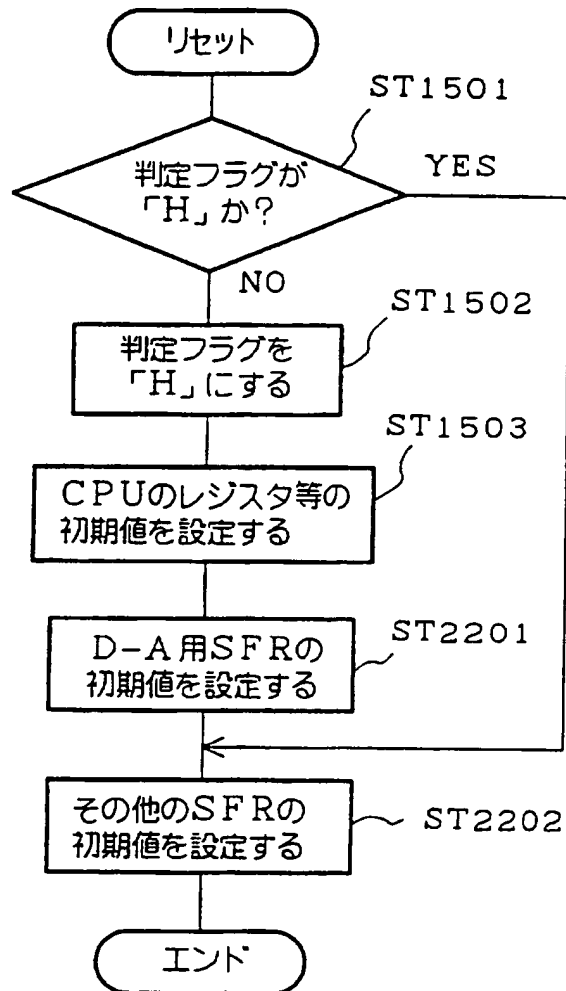 リセット
ST1501
判定フラグが
「H」か?
YES
NO
ST1502
判定フラグを
「H」にする
ST1503
CPUのレジスタ等の
初期値を設定する
ST2201
D-A用SFRの
初期値を設定する
その他のSFRの
初期値を設定する
ST2202
エンド